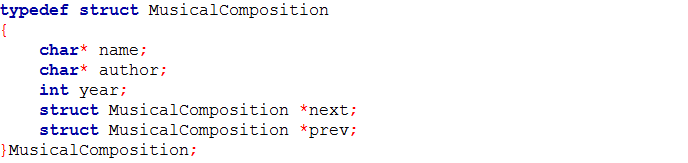 typedef struct MusicalComposition
{
    char* name;
    char* author;
    int year;
    struct MusicalComposition *next;
    struct MusicalComposition *prev;
}MusicalComposition;